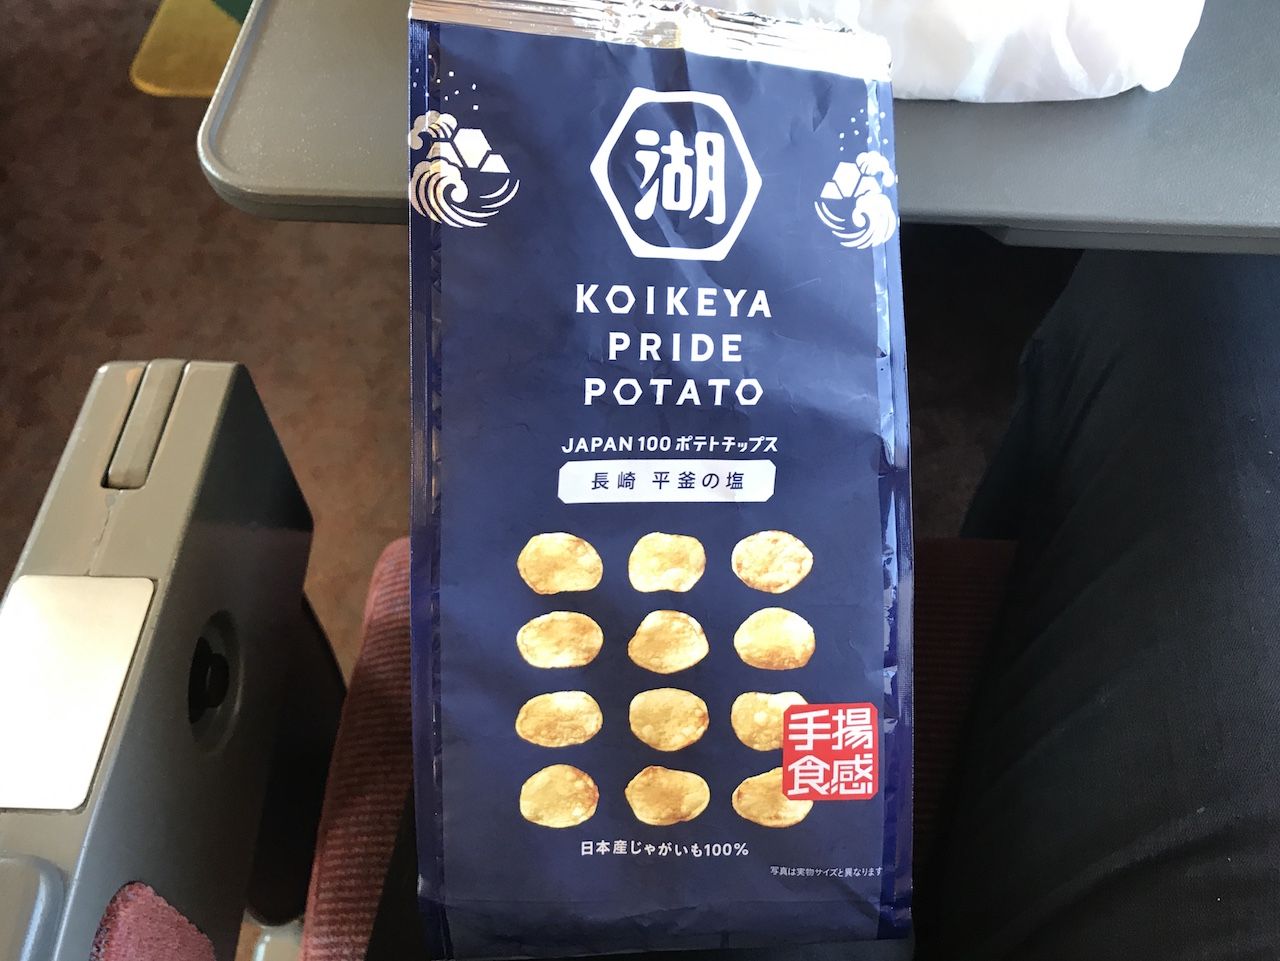 湖
KOIKEYA
PRIDE
POTATO
JAPAN 100 ポテトチップス
長崎 平釜の塩
手揚
食感
日本産じゃがいも100%
写真は実物サイズと異なります